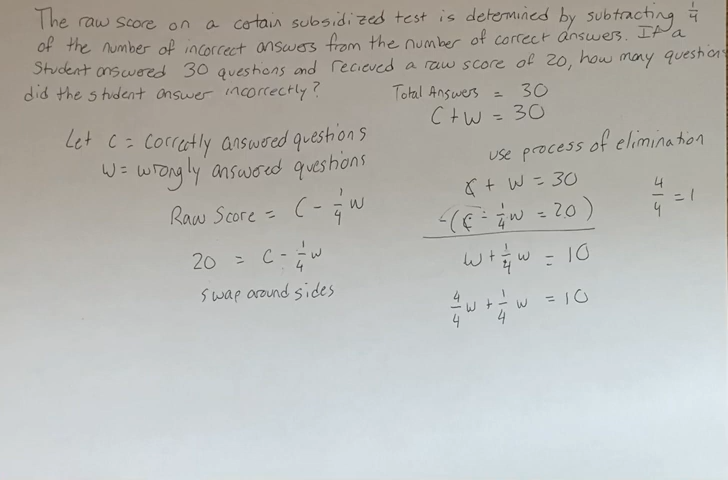 The raw score on a certain subsidized test is determined by subtracting 1/4
of the number of incorrect answers from the number of correct answers. If a
Student answered 30 questions and recieved a raw score of 20, how many questions
did the student answer incorrectly?
Total Answers = 30
C + W = 30
Let C = Correctly answered questions
W = wrongly answered questions
Raw Score = C - 1/4 W
20 = C - 1/4 W
swap around sides
use process of elimination
C + W = 30
-(C - 1/4 W = 20)
W + 1/4 W = 10
4/4 W + 1/4 W = 10
4/4 = 1